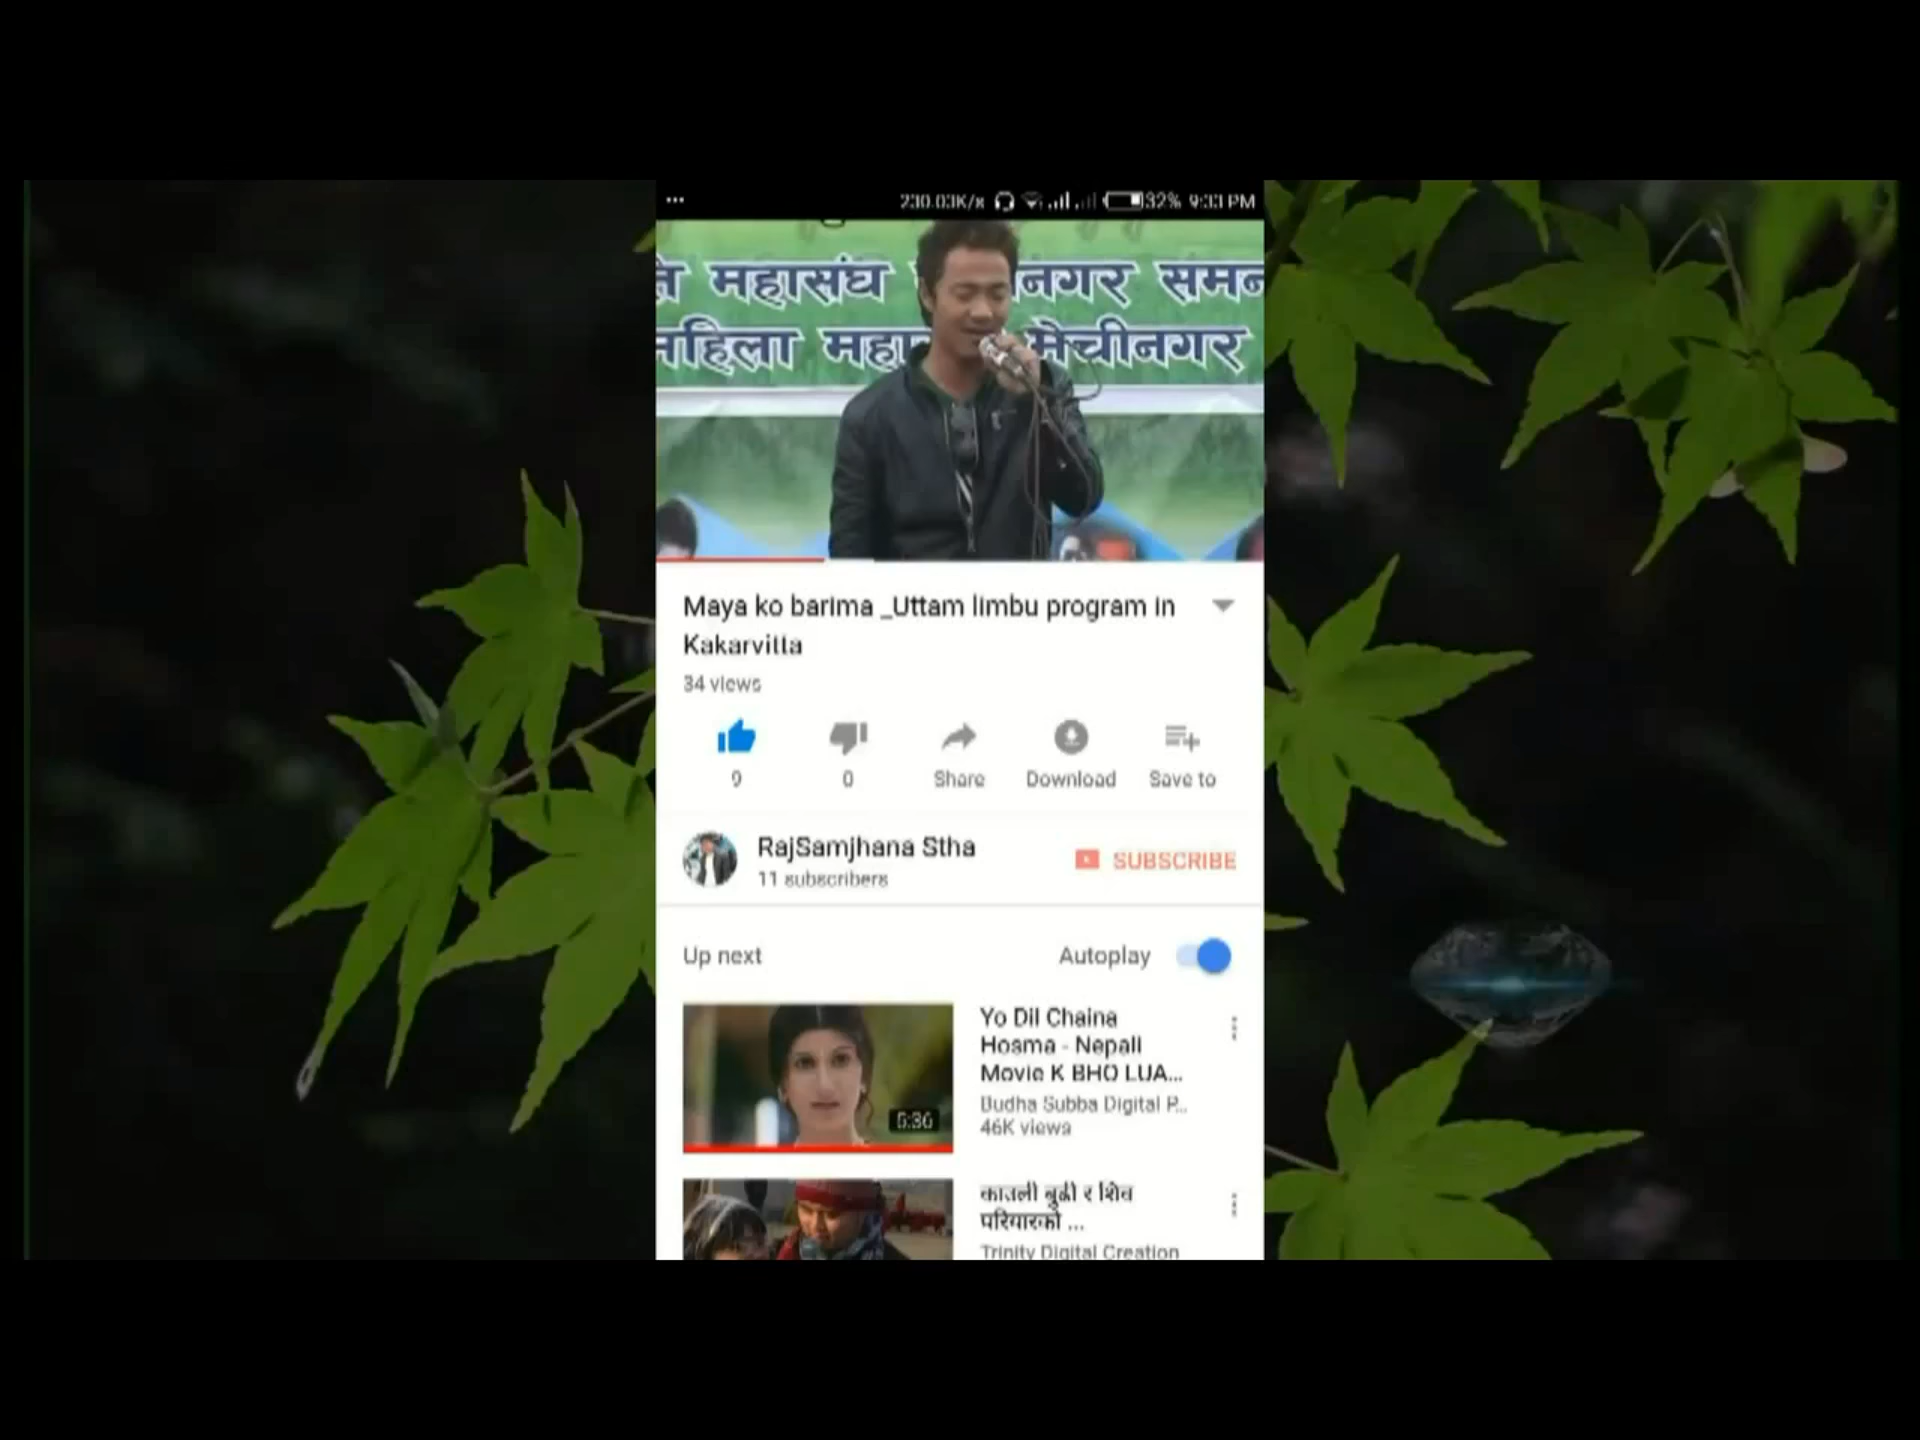 230.03K/s 32% 9:33 PM
महासंघ नगर समन
महिला महा मेचीनगर
Maya ko barima _Uttam limbu program in
Kakarvitta
34 views
9 0 Share Download Save to
RajSamjhana Stha
11 subscribers
SUBSCRIBE
Up next
Autoplay
Yo Dil Chaina
Hosma - Nepali
Movie K BHO LUA...
Budha Subba Digital P...
46K views
5:36
काउली बुढी र शिव
परियारको ...
Trinity Digital Creation